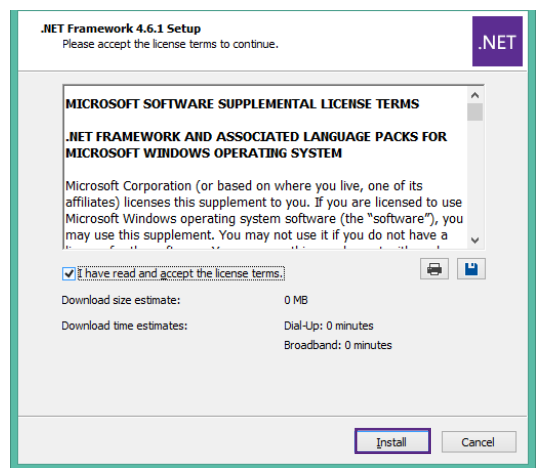 .NET Framework 4.6.1 Setup
Please accept the license terms to continue.
.NET
MICROSOFT SOFTWARE SUPPLEMENTAL LICENSE TERMS
.NET FRAMEWORK AND ASSOCIATED LANGUAGE PACKS FOR
MICROSOFT WINDOWS OPERATING SYSTEM
Microsoft Corporation (or based on where you live, one of its
affiliates) licenses this supplement to you. If you are licensed to use
Microsoft Windows operating system software (the “software”), you
may use this supplement. You may not use it if you do not have a
I have read and accept the license terms.
Download size estimate: 0 MB
Download time estimates: Dial-Up: 0 minutes
Broadband: 0 minutes
Install Cancel